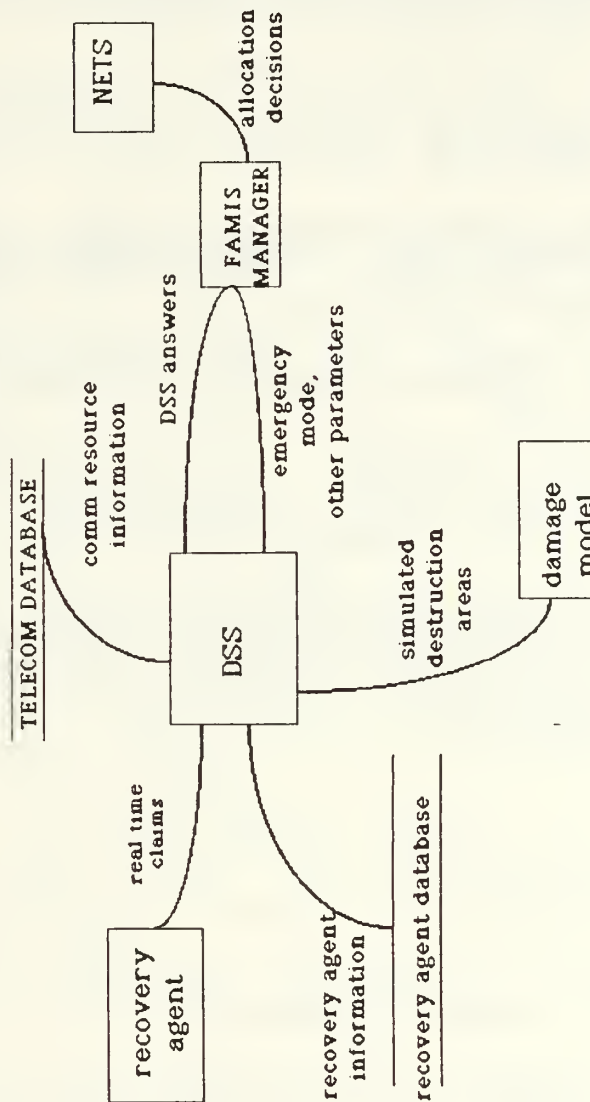 TELECOM DATABASE
comm resource
information
recovery
agent
real time
claims
DSS
DSS answers
FAMIS
MANAGER
NETS
allocation
decisions
emergency
mode,
other parameters
recovery agent
information
recovery agent database
simulated
destruction
areas
damage
model